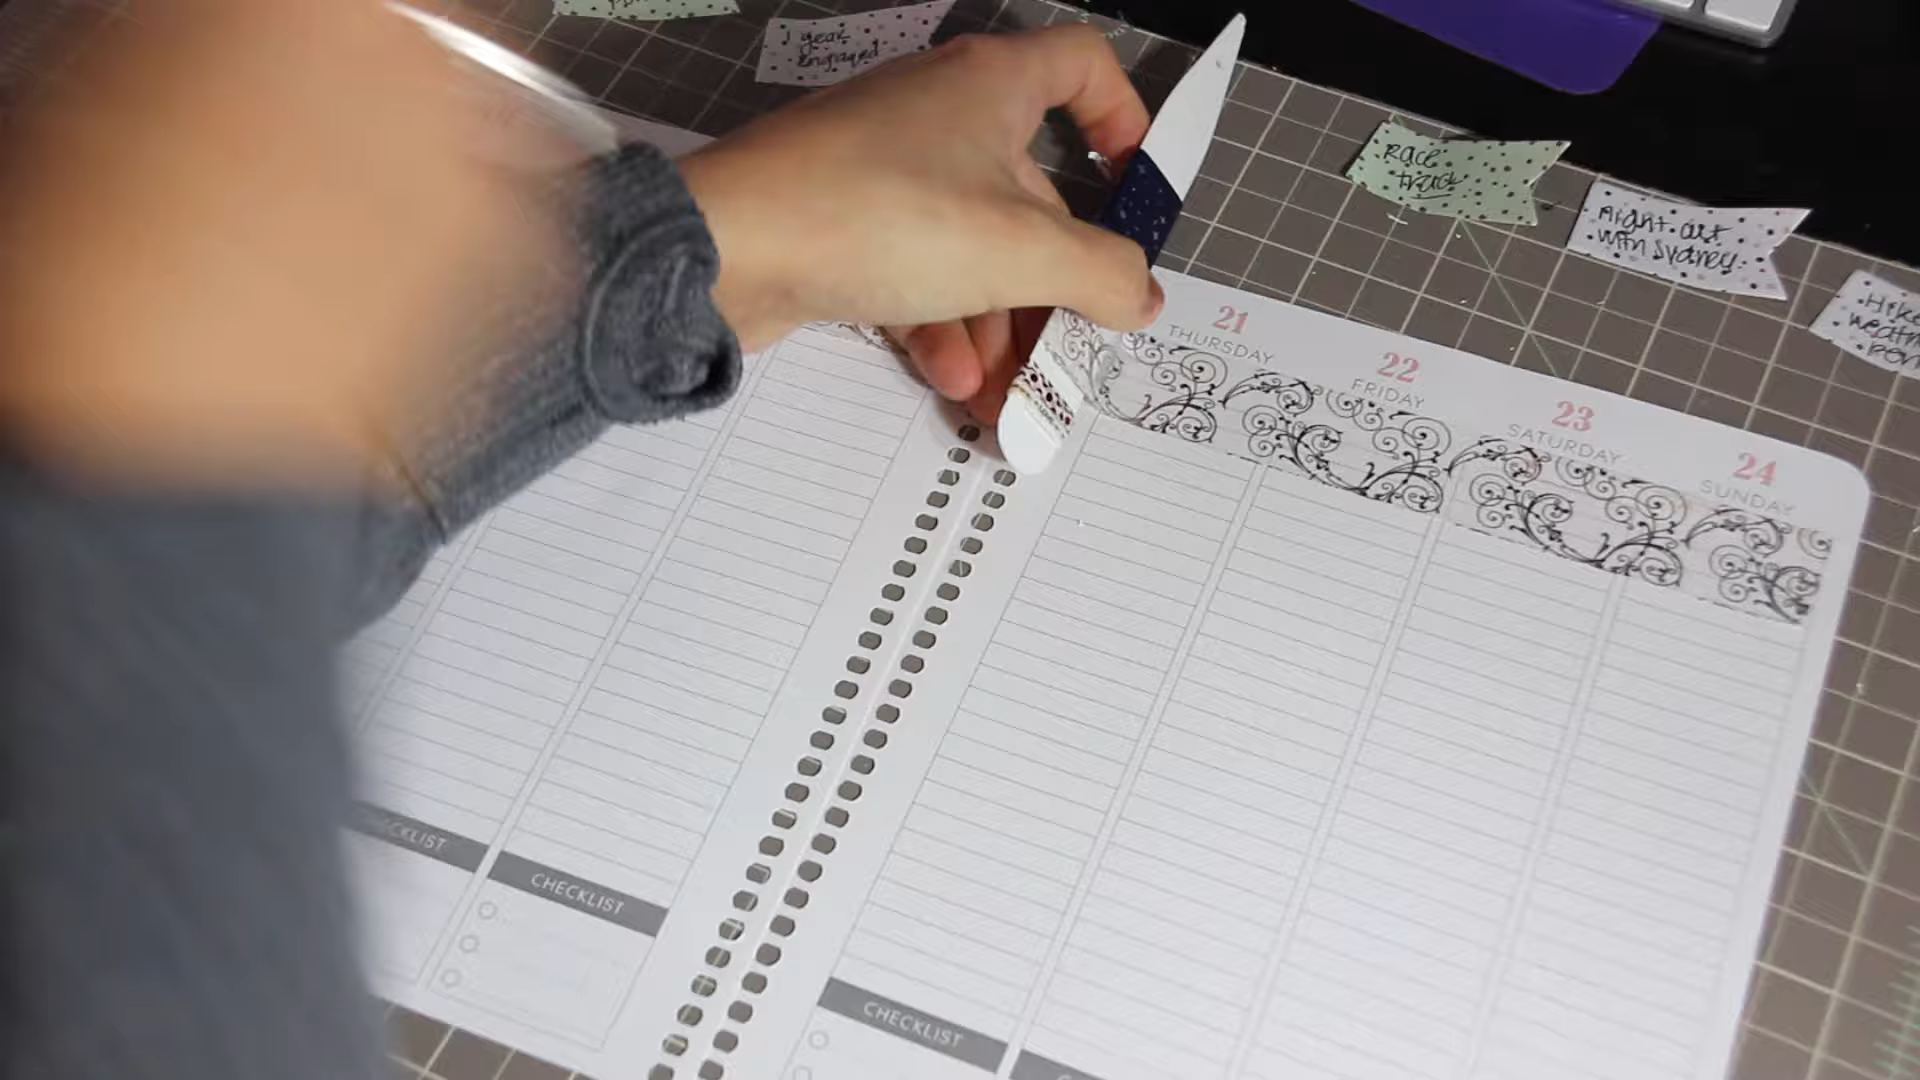 1 year
engaged
Race
track
night out
with Sydney
Hike
21
THURSDAY
22
FRIDAY
23
SATURDAY
24
SUNDAY
CHECKLIST
CHECKLIST
CHECKLIST